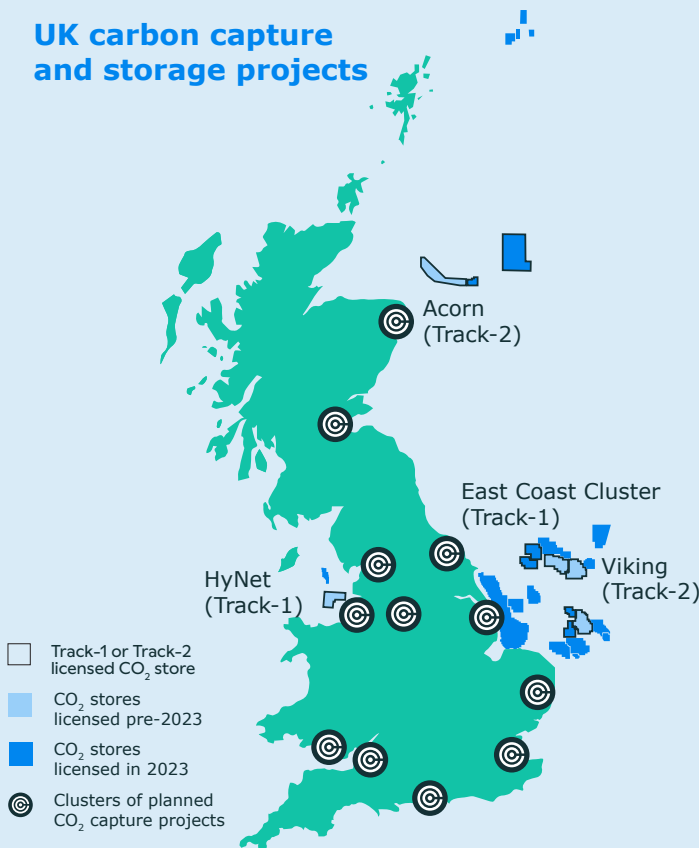 UK carbon capture
and storage projects
Acorn
(Track-2)
East Coast Cluster
(Track-1)
Viking
(Track-2)
HyNet
(Track-1)
Track-1 or Track-2
licensed CO₂ store
CO₂ stores
licensed pre-2023
CO₂ stores
licensed in 2023
Clusters of planned
CO₂ capture projects